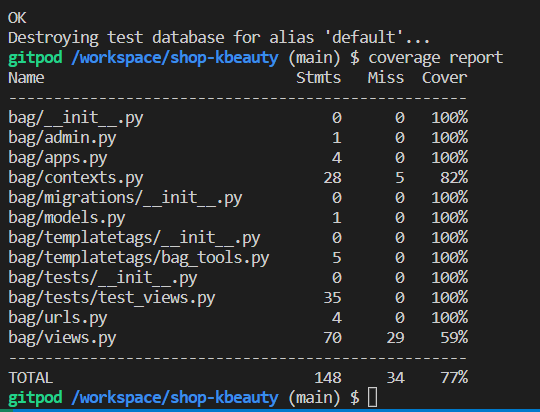 OK
Destroying test database for alias 'default'...
gitpod /workspace/shop-kbeauty (main) $ coverage report
Name                              Stmts   Miss  Cover
-----------------------------------------------------
bag/__init__.py                       0      0   100%
bag/admin.py                          1      0   100%
bag/apps.py                           4      0   100%
bag/contexts.py                      28      5    82%
bag/migrations/__init__.py            0      0   100%
bag/models.py                         1      0   100%
bag/templatetags/__init__.py          0      0   100%
bag/templatetags/bag_tools.py         5      0   100%
bag/tests/__init__.py                 0      0   100%
bag/tests/test_views.py              35      0   100%
bag/urls.py                           4      0   100%
bag/views.py                         70     29    59%
-----------------------------------------------------
TOTAL                               148     34    77%
gitpod /workspace/shop-kbeauty (main) $